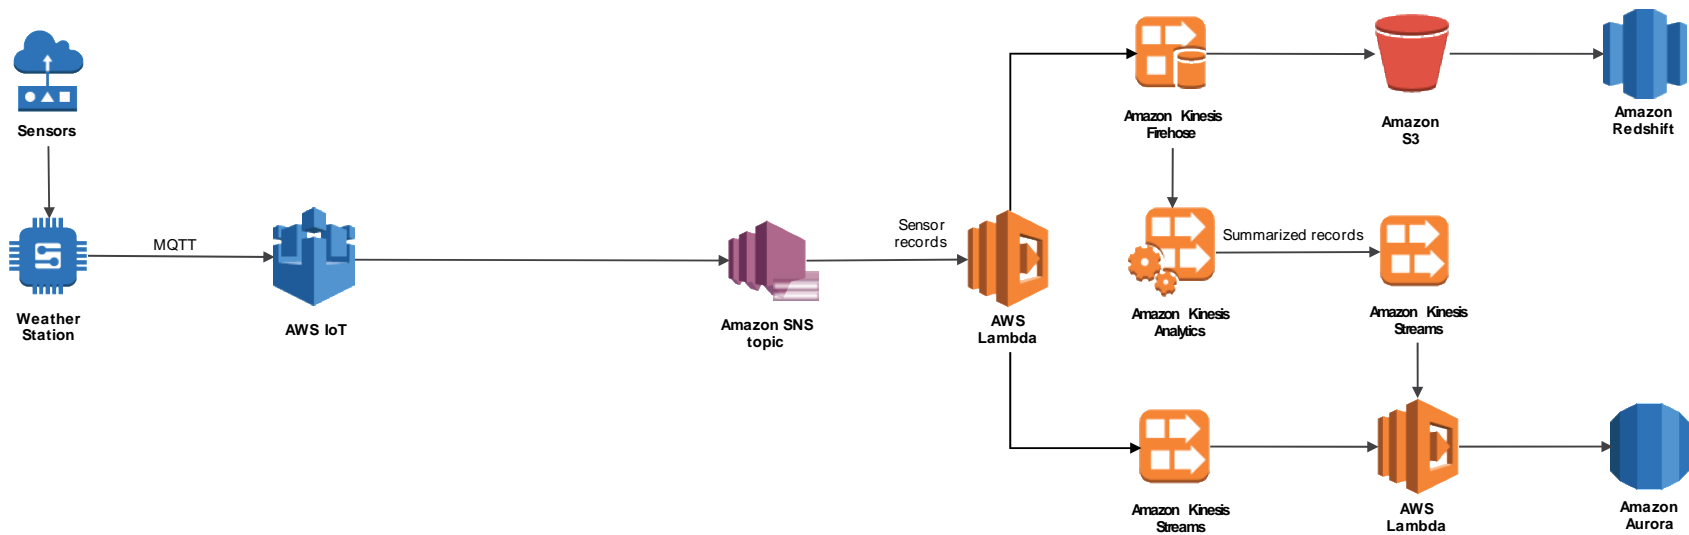 Sensors
Weather
Station
MQTT
AWS IoT
Amazon SNS
topic
Sensor
records
AWS
Lambda
Amazon Kinesis
Firehose
Amazon
S3
Amazon
Redshift
Amazon Kinesis
Analytics
Summarized records
Amazon Kinesis
Streams
Amazon Kinesis
Streams
AWS
Lambda
Amazon
Aurora